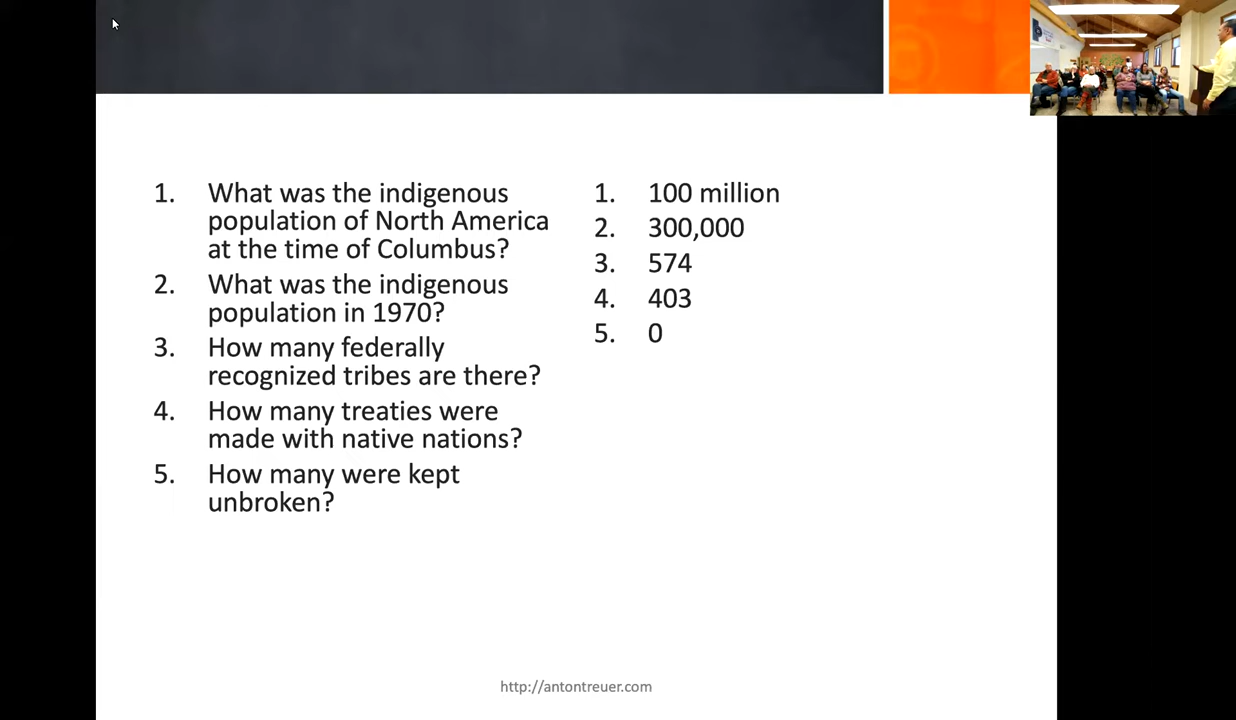 1. What was the indigenous
population of North America
at the time of Columbus?
2. What was the indigenous
population in 1970?
3. How many federally
recognized tribes are there?
4. How many treaties were
made with native nations?
5. How many were kept
unbroken?
1. 100 million
2. 300,000
3. 574
4. 403
5. 0
http://antontreuer.com